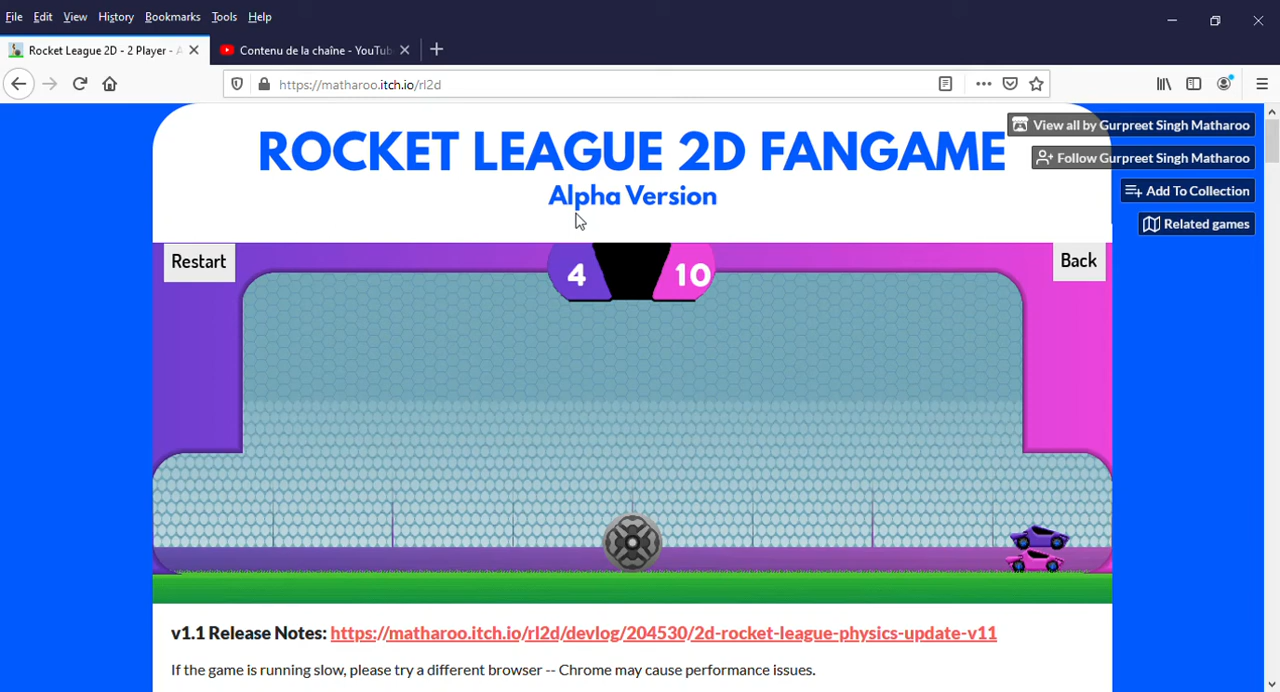 File Edit View History Bookmarks Tools Help
Rocket League 2D - 2 Player - A
Contenu de la chaîne - YouTub
https://matharoo.itch.io/rl2d
ROCKET LEAGUE 2D FANGAME
Alpha Version
View all by Gurpreet Singh Matharoo
Follow Gurpreet Singh Matharoo
Add To Collection
Related games
Restart
4 10
Back
v1.1 Release Notes: https://matharoo.itch.io/rl2d/devlog/204530/2d-rocket-league-physics-update-v11
If the game is running slow, please try a different browser -- Chrome may cause performance issues.